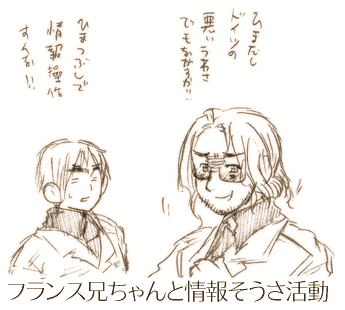 ひまだし
ドイツの
悪いうわさ
でもながすか!!
ひまつぶしで
情報操作
すんな!!
フランス兄ちゃんと情報そうさ活動